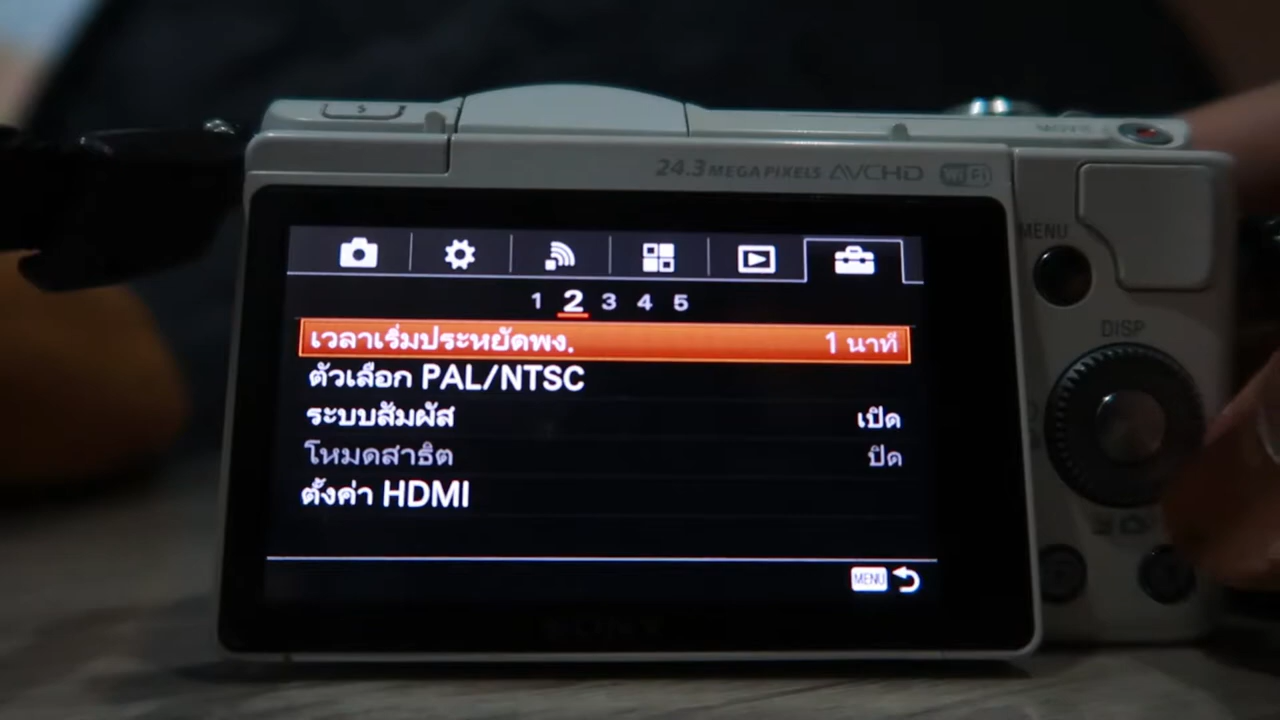 24.3 MEGA PIXELS AVCHD Wi Fi
MOVIE
MENU
DISP
1 2 3 4 5
เวลาเริ่มประหยัดพง. 1 นาที
ตัวเลือก PAL/NTSC
ระบบสัมผัส เปิด
โหมดสาธิต ปิด
ตั้งค่า HDMI
MENU
SONY